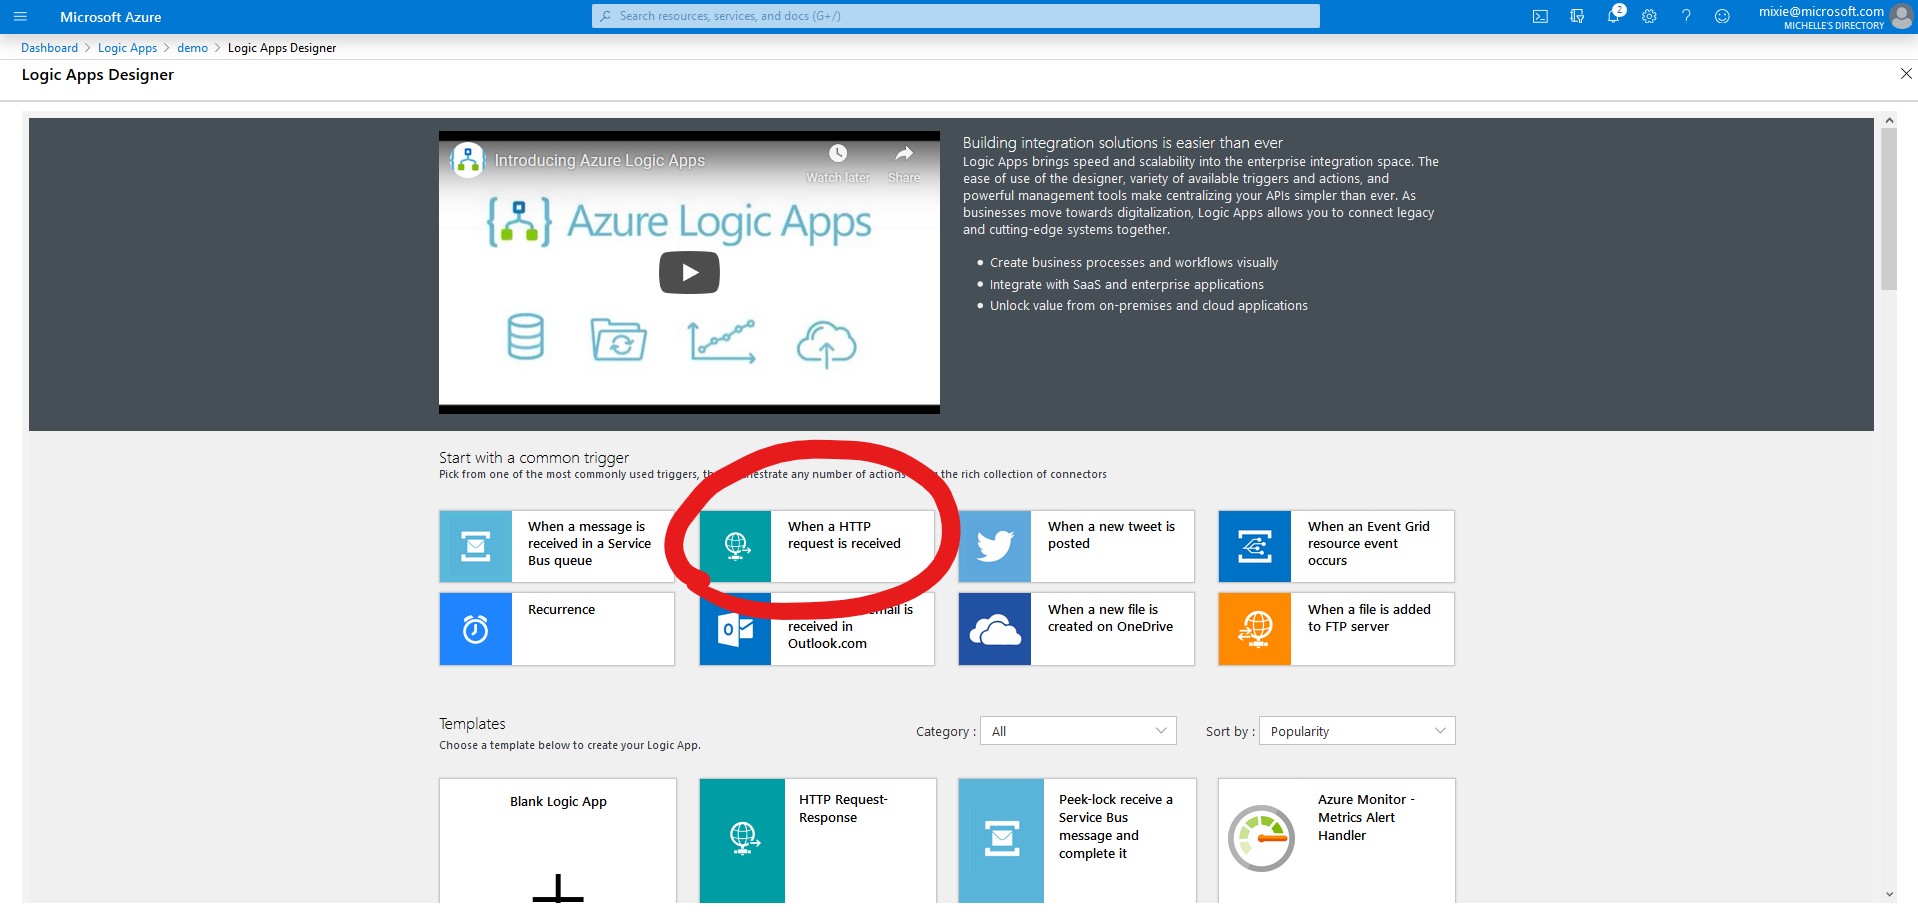 Microsoft Azure
Search resources, services, and docs (G+/)
2
mixie@microsoft.com
MICHELLE'S DIRECTORY
Dashboard > Logic Apps > demo > Logic Apps Designer
Logic Apps Designer
Introducing Azure Logic Apps
Watch later
Share
Azure Logic Apps
Building integration solutions is easier than ever
Logic Apps brings speed and scalability into the enterprise integration space. The
ease of use of the designer, variety of available triggers and actions, and
powerful management tools make centralizing your APIs simpler than ever. As
businesses move towards digitalization, Logic Apps allows you to connect legacy
and cutting-edge systems together.
• Create business processes and workflows visually
• Integrate with SaaS and enterprise applications
• Unlock value from on-premises and cloud applications
Start with a common trigger
Pick from one of the most commonly used triggers, any number of actions the rich collection of connectors
When a message is
received in a Service
Bus queue
When a HTTP
request is received
When a new tweet is
posted
When an Event Grid
resource event
occurs
Recurrence
email is
received in
Outlook.com
When a new file is
created on OneDrive
When a file is added
to FTP server
Templates
Choose a template below to create your Logic App.
Category : All
Sort by : Popularity
Blank Logic App
HTTP Request-
Response
Peek-lock receive a
Service Bus
message and
complete it
Azure Monitor -
Metrics Alert
Handler